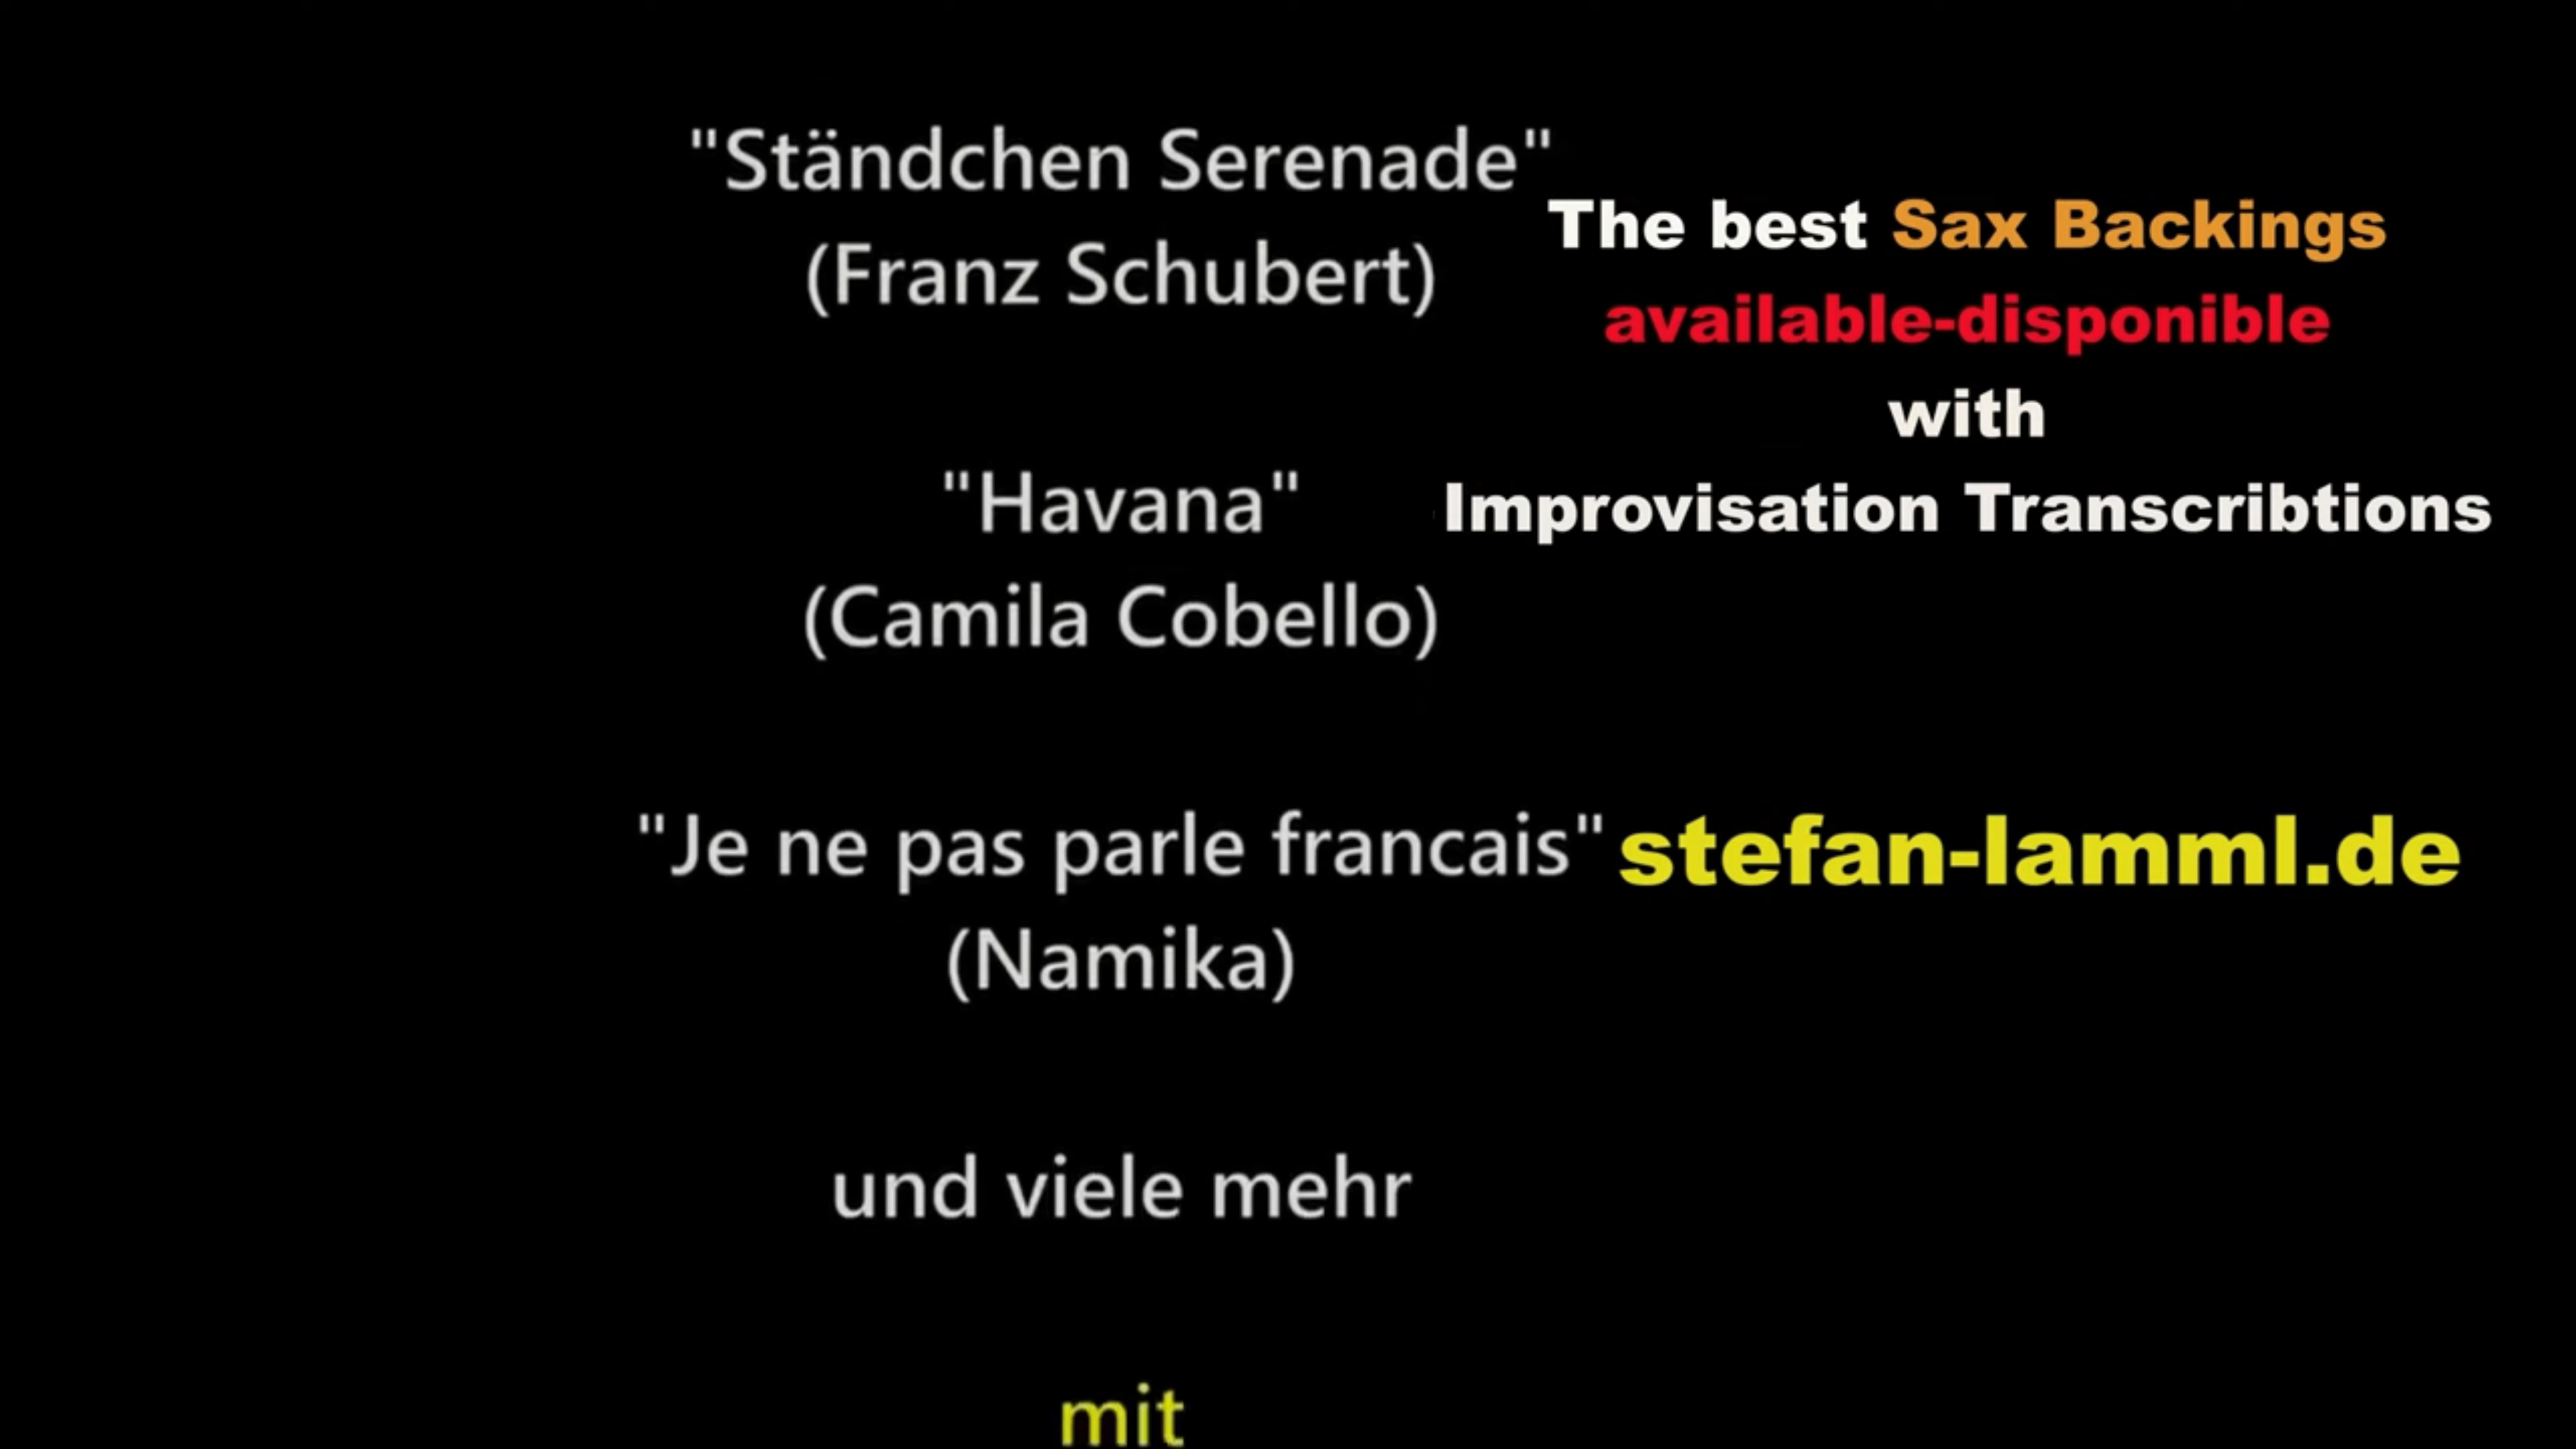 "Ständchen Serenade"
(Franz Schubert)
"Havana"
(Camila Cobello)
"Je ne pas parle francais"
(Namika)
und viele mehr
mit
The best Sax Backings
available-disponible
with
Improvisation Transcribtions
stefan-lamml.de